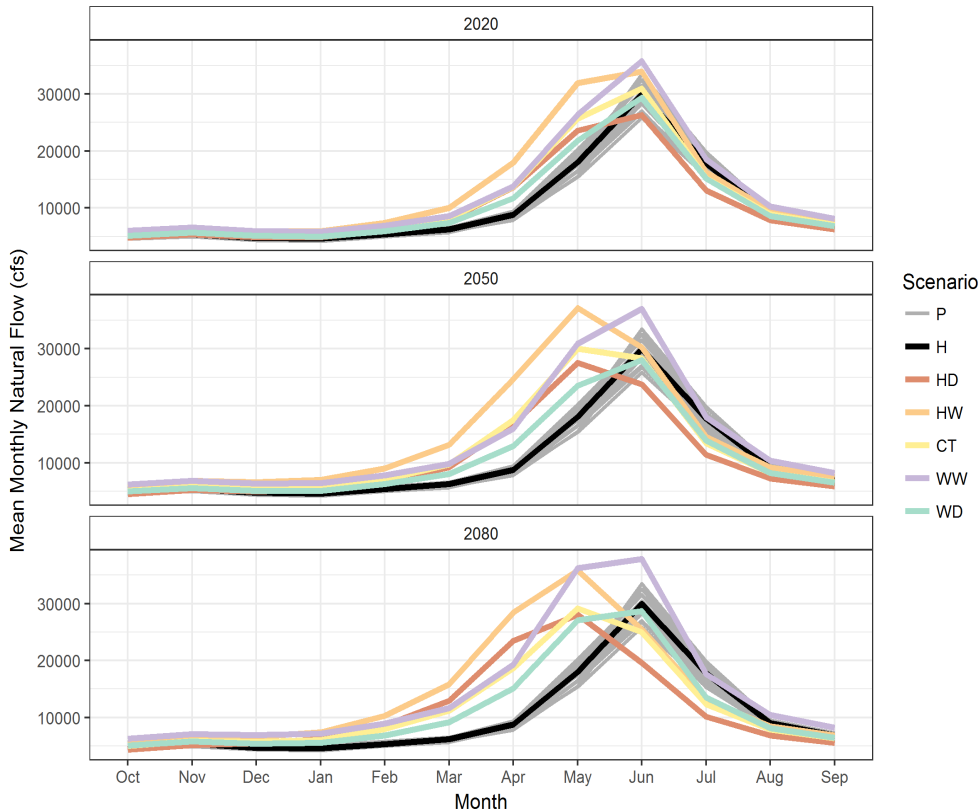 2020
30000
20000
10000
2050
30000
20000
10000
2080
30000
20000
10000
Oct Nov Dec Jan Feb Mar Apr May Jun Jul Aug Sep
Month
Mean Monthly Natural Flow (cfs)
Scenario
P
H
HD
HW
CT
WW
WD